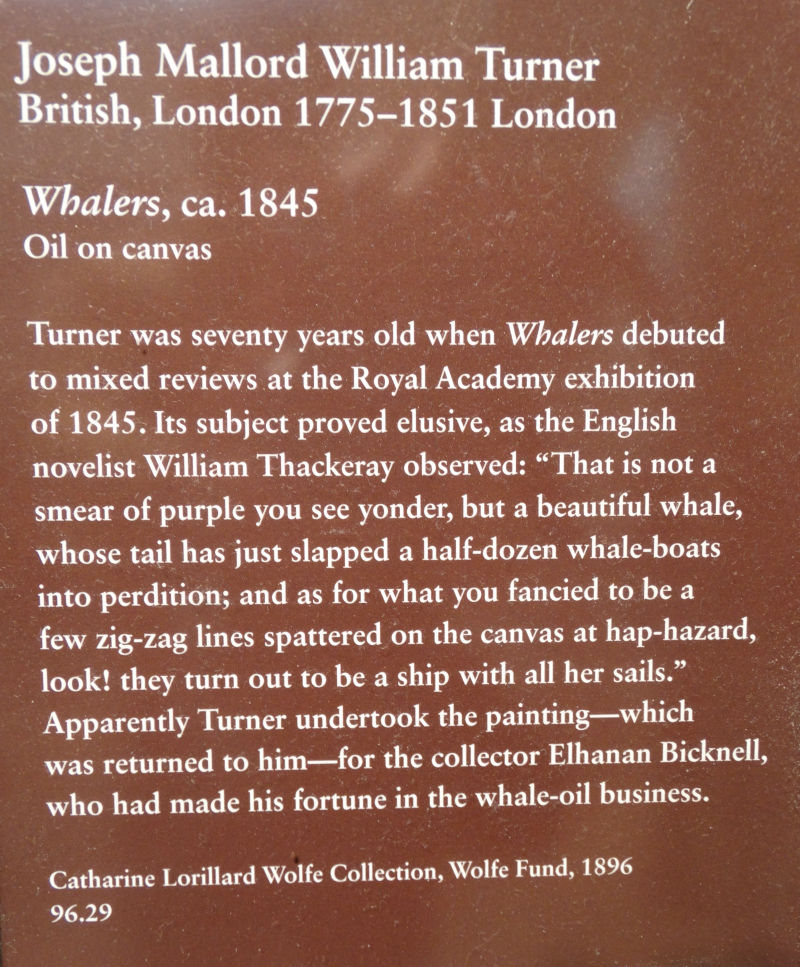 Joseph Mallord William Turner
British, London 1775–1851 London
Whalers, ca. 1845
Oil on canvas
Turner was seventy years old when Whalers debuted
to mixed reviews at the Royal Academy exhibition
of 1845. Its subject proved elusive, as the English
novelist William Thackeray observed: “That is not a
smear of purple you see yonder, but a beautiful whale,
whose tail has just slapped a half-dozen whale-boats
into perdition; and as for what you fancied to be a
few zig-zag lines spattered on the canvas at hap-hazard,
look! they turn out to be a ship with all her sails.”
Apparently Turner undertook the painting—which
was returned to him—for the collector Elhanan Bicknell,
who had made his fortune in the whale-oil business.
Catharine Lorillard Wolfe Collection, Wolfe Fund, 1896
96.29